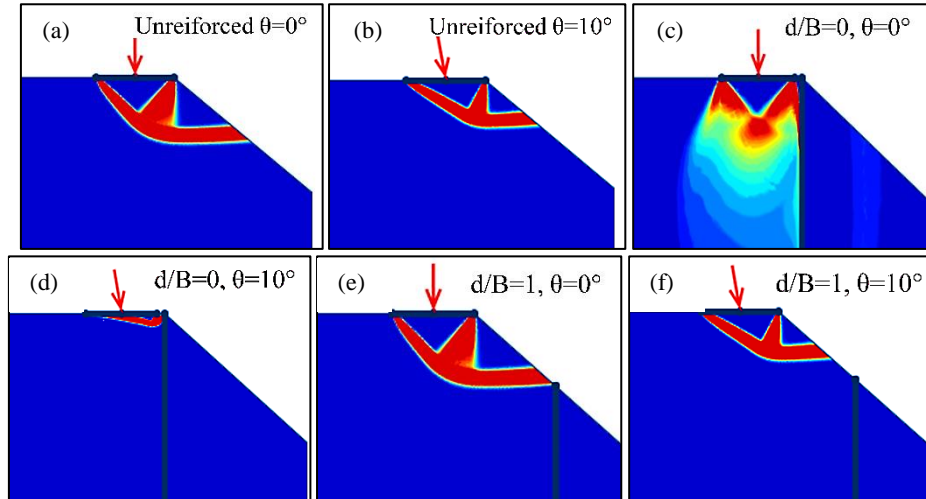 (a) Unreiforced θ=0°
(b) Unreiforced θ=10°
(c) d/B=0, θ=0°
(d) d/B=0, θ=10°
(e) d/B=1, θ=0°
(f) d/B=1, θ=10°